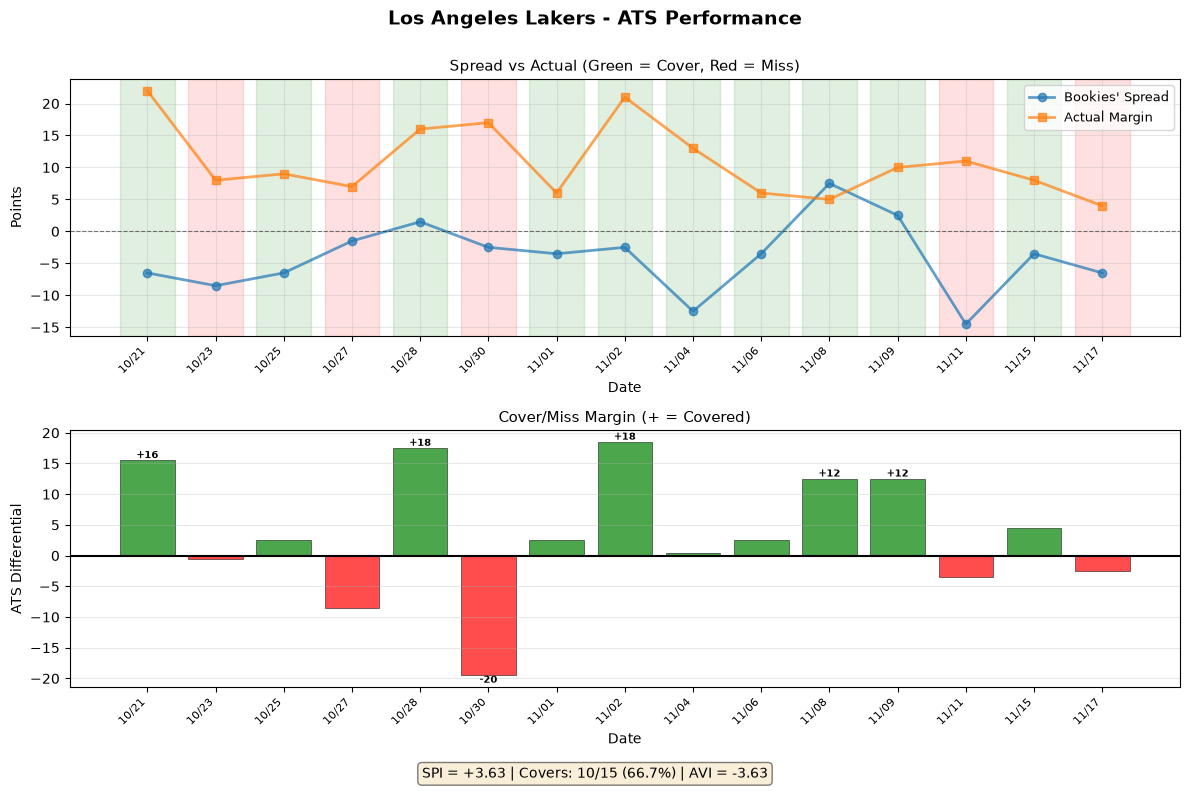 Los Angeles Lakers - ATS Performance
Spread vs Actual (Green = Cover, Red = Miss)
Bookies' Spread
Actual Margin
Points
20
15
10
5
0
−5
−10
−15
10/21 10/23 10/25 10/27 10/28 10/30 11/01 11/02 11/04 11/06 11/08 11/09 11/11 11/15 11/17
Date
Cover/Miss Margin (+ = Covered)
ATS Differential
20
15
10
5
0
−5
−10
−15
−20
+16
+18
-20
+18
+12
+12
10/21 10/23 10/25 10/27 10/28 10/30 11/01 11/02 11/04 11/06 11/08 11/09 11/11 11/15 11/17
Date
SPI = +3.63 | Covers: 10/15 (66.7%) | AVI = -3.63